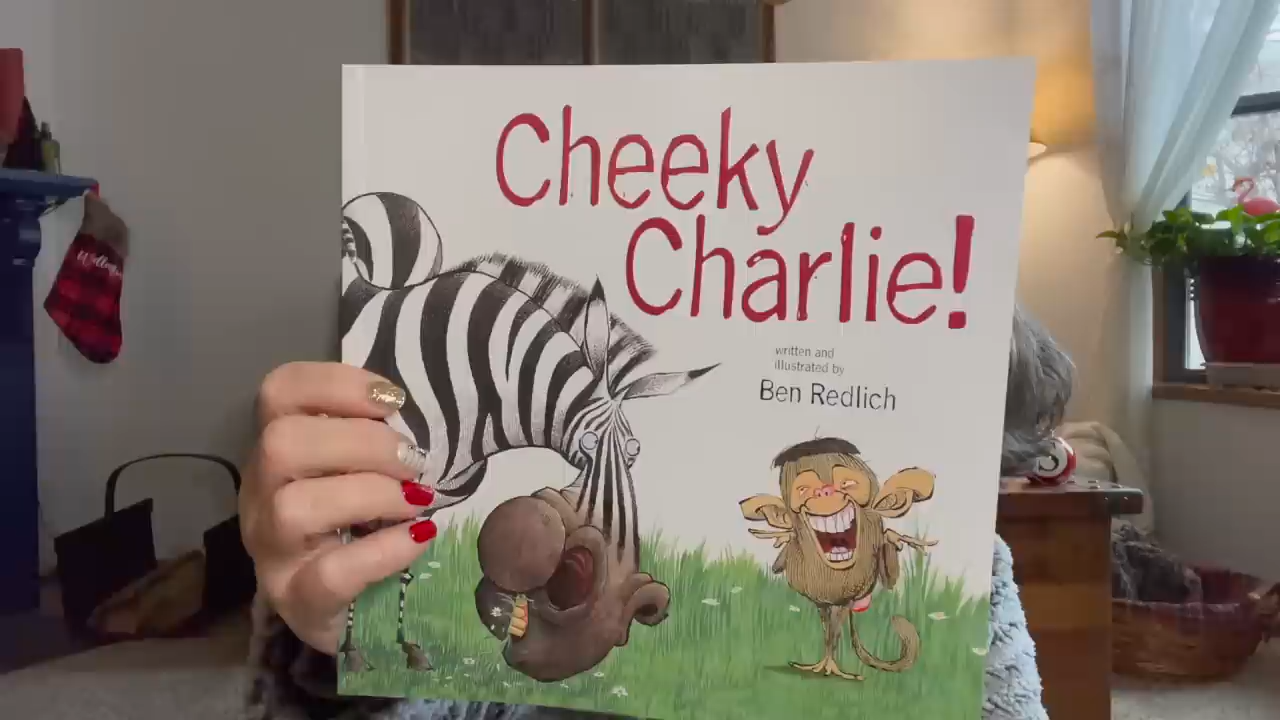 Cheeky
Charlie!
written and
illustrated by
Ben Redlich